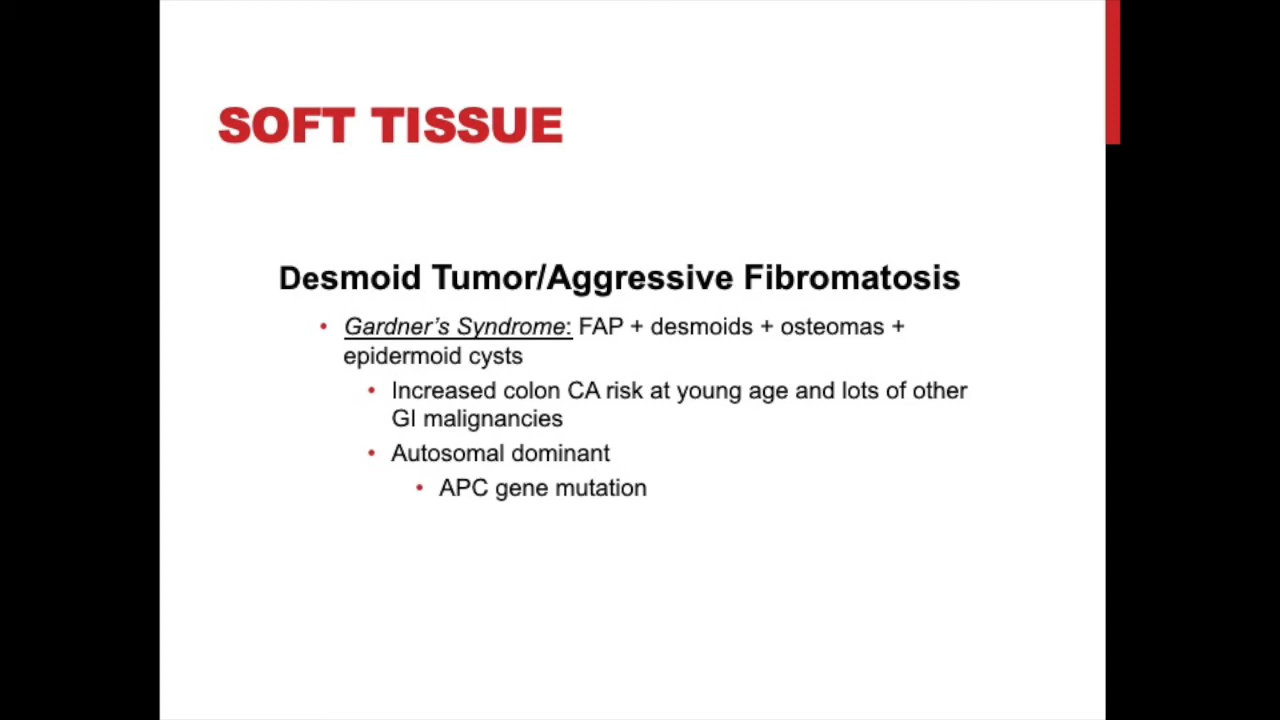 SOFT TISSUE
Desmoid Tumor/Aggressive Fibromatosis
• Gardner’s Syndrome: FAP + desmoids + osteomas +
epidermoid cysts
• Increased colon CA risk at young age and lots of other
GI malignancies
• Autosomal dominant
• APC gene mutation